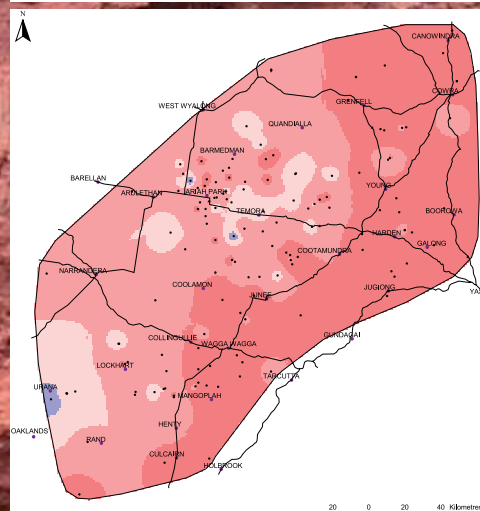 N
CANOWINDRA
COWRA
GRENFELL
WEST WYALONG
QUANDIALLA
BARMEDMAN
BARELLAN
ARDLETHAN
ARIAH PARK
YOUNG
TEMORA
BOOROWA
HARDEN
GALONG
COOTAMUNDRA
NARRANDERA
COOLAMON
JUNEE
JUGIONG
YA
GUNDAGAI
COLLINGULLIE
WAGGA WAGGA
LOCKHART
TARCUTTA
URANA
MANGOPLAH
HENTY
OAKLANDS
RAND
CULCAIRN
HOLBROOK
20 0 20 40 Kilometres